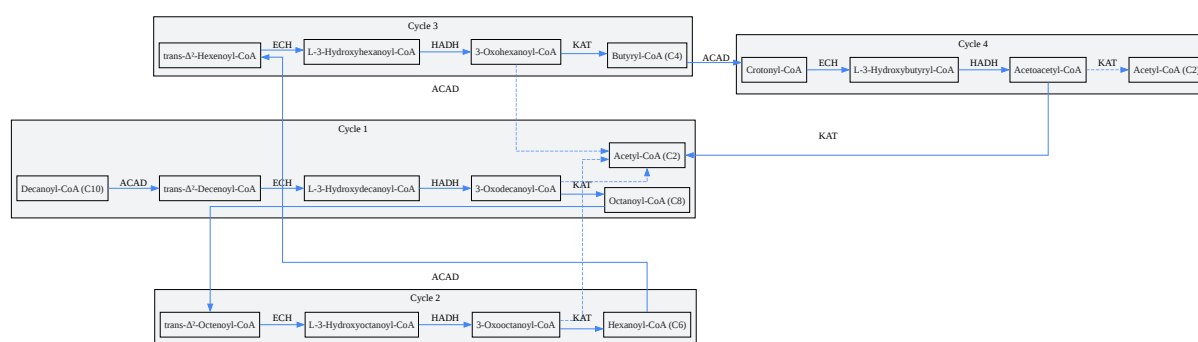 Cycle 3
trans-Δ²-Hexenoyl-CoA
ECH
L-3-Hydroxyhexanoyl-CoA
HADH
3-Oxohexanoyl-CoA
KAT
Butyryl-CoA (C4)
ACAD
Cycle 4
Crotonyl-CoA
ECH
L-3-Hydroxybutyryl-CoA
HADH
Acetoacetyl-CoA
KAT
Acetyl-CoA (C2)
ACAD
KAT
Cycle 1
Acetyl-CoA (C2)
Decanoyl-CoA (C10)
ACAD
trans-Δ²-Decenoyl-CoA
ECH
L-3-Hydroxydecanoyl-CoA
HADH
3-Oxodecanoyl-CoA
KAT
Octanoyl-CoA (C8)
ACAD
Cycle 2
trans-Δ²-Octenoyl-CoA
ECH
L-3-Hydroxyoctanoyl-CoA
HADH
3-Oxooctanoyl-CoA
KAT
Hexanoyl-CoA (C6)